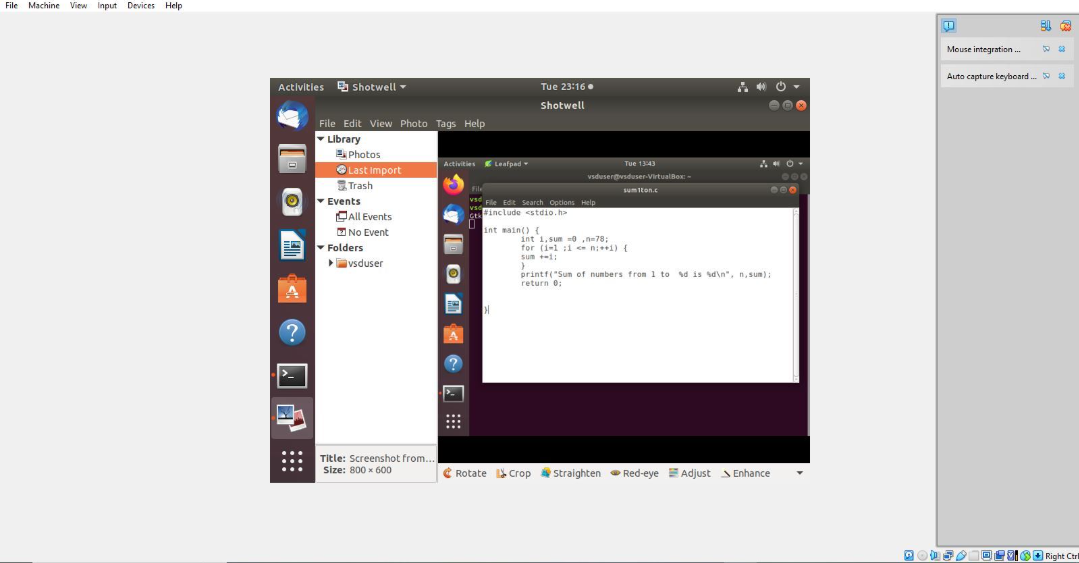 File Machine View Input Devices Help
Mouse integration ...
Auto capture keyboard ...
Activities Shotwell Tue 23:16
Shotwell
File Edit View Photo Tags Help
Library
Photos
Last Import
Trash
Events
All Events
No Event
Folders
vsduser
Activities Leafpad Tue 13:43
vsduser@vsduser-VirtualBox: ~
sum1ton.c
File Edit Search Options Help
#include <stdio.h>
int main() {
int i,sum =0 ,n=78;
for (i=1 ;i <= n;++i) {
sum +=i;
}
printf("Sum of numbers from 1 to  %d is %d\n", n,sum);
return 0;
}
Title: Screenshot from...
Size: 800 × 600
Rotate Crop Straighten Red-eye Adjust Enhance
Right Ctrl